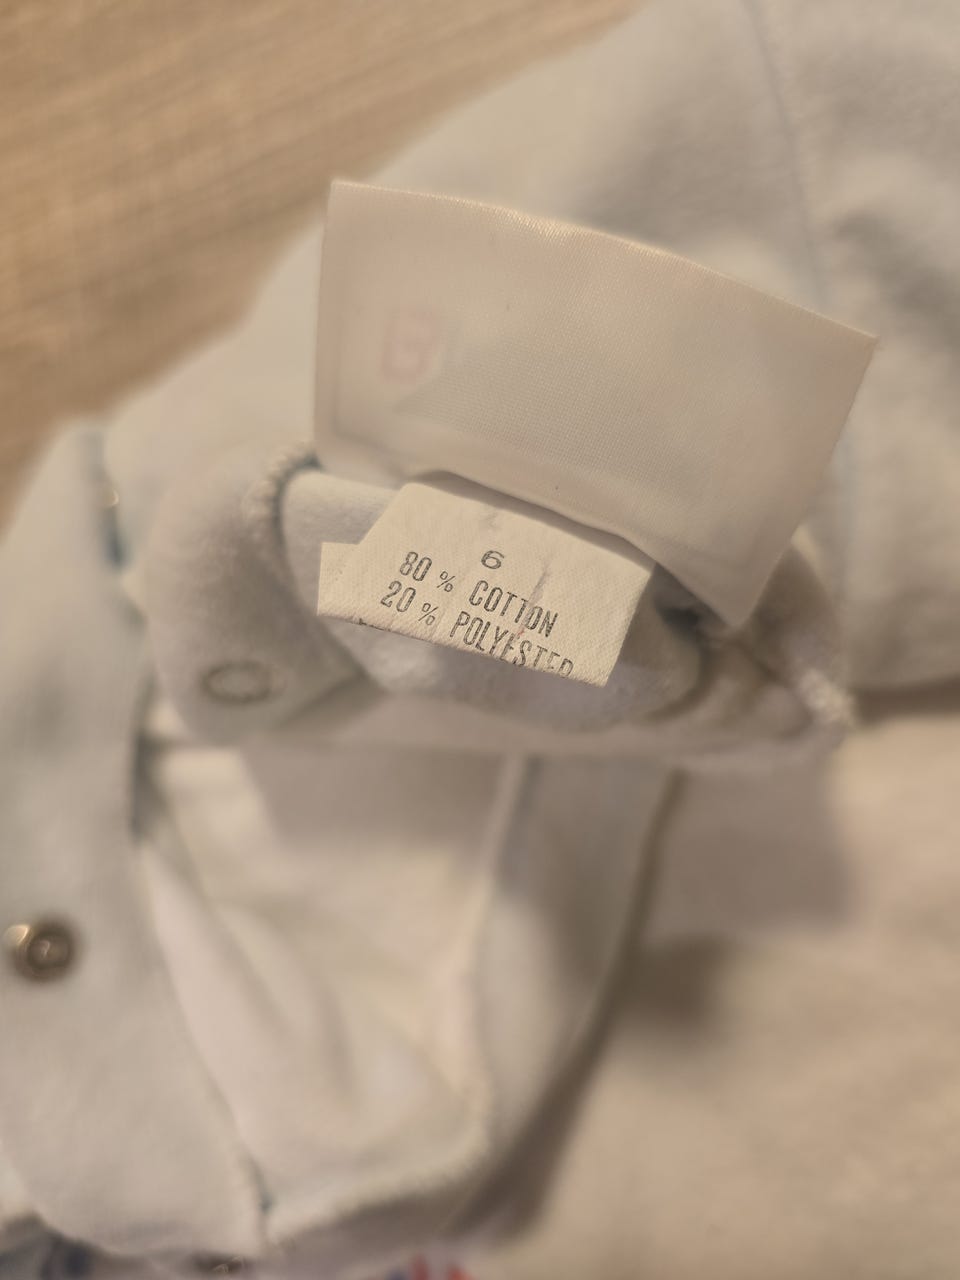 6
80 % COTTON
20 % POLYESTER